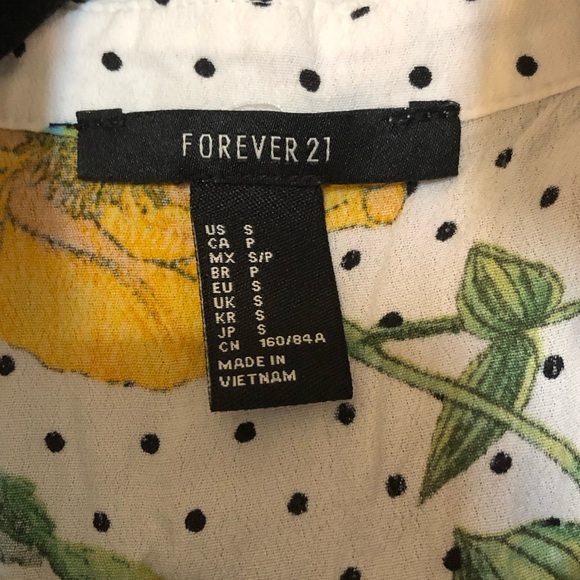 FOREVER 21
US S
CA P
MX S/P
BR P
EU S
UK S
KR S
JP S
CN 160/84A
MADE IN
VIETNAM